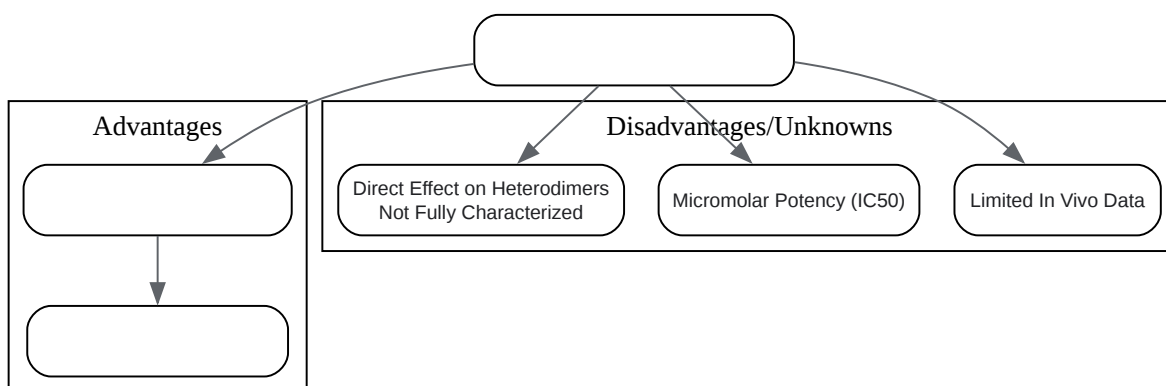 Advantages
Disadvantages/Unknowns
Direct Effect on Heterodimers
Not Fully Characterized
Micromolar Potency (IC50)
Limited In Vivo Data